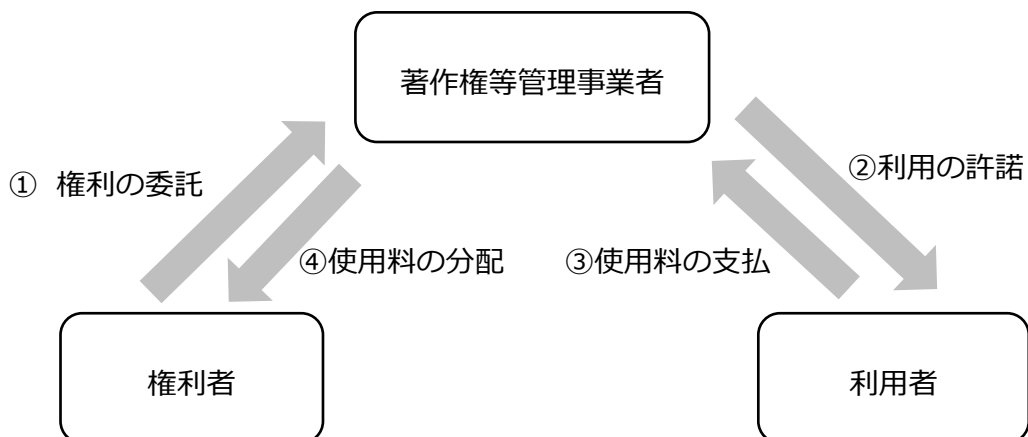 著作権等管理事業者
① 権利の委託
②利用の許諾
④使用料の分配
③使用料の支払
権利者
利用者